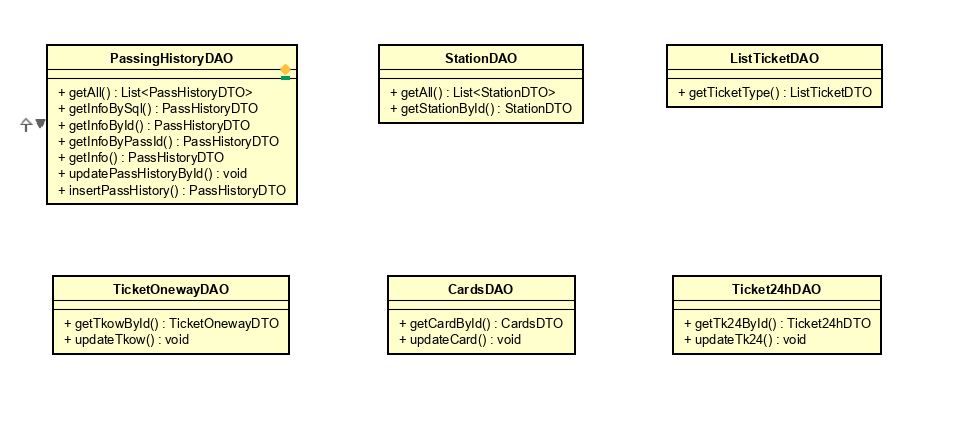 PassingHistoryDAO
+ getAll() : List<PassHistoryDTO>
+ getInfoBySql() : PassHistoryDTO
+ getInfoById() : PassHistoryDTO
+ getInfoByPassId() : PassHistoryDTO
+ getInfo() : PassHistoryDTO
+ updatePassHistoryById() : void
+ insertPassHistory() : PassHistoryDTO
StationDAO
+ getAll() : List<StationDTO>
+ getStationById() : StationDTO
ListTicketDAO
+ getTicketType() : ListTicketDTO
TicketOnewayDAO
+ getTkowById() : TicketOnewayDTO
+ updateTkow() : void
CardsDAO
+ getCardById() : CardsDTO
+ updateCard() : void
Ticket24hDAO
+ getTk24ById() : Ticket24hDTO
+ updateTk24() : void